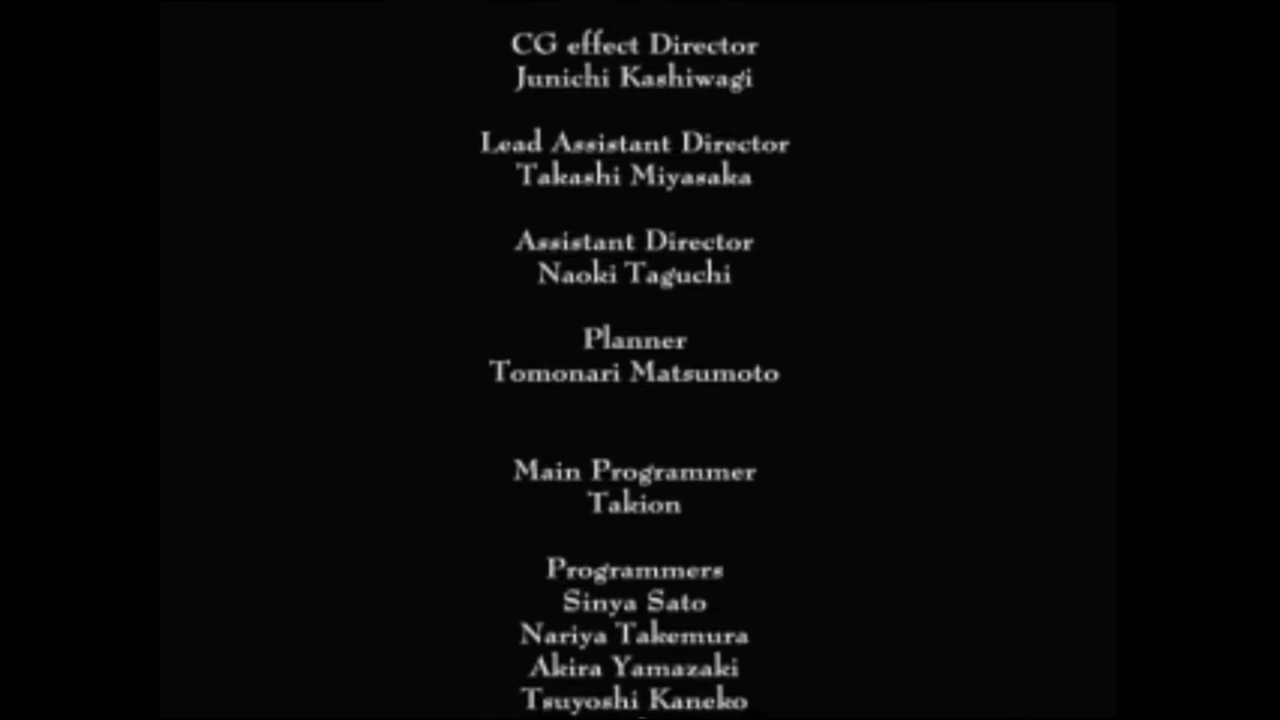 CG effect Director
Junichi Kashiwagi
Lead Assistant Director
Takashi Miyasaka
Assistant Director
Naoki Taguchi
Planner
Tomonari Matsumoto
Main Programmer
Takion
Programmers
Sinya Sato
Nariya Takemura
Akira Yamazaki
Tsuyoshi Kaneko